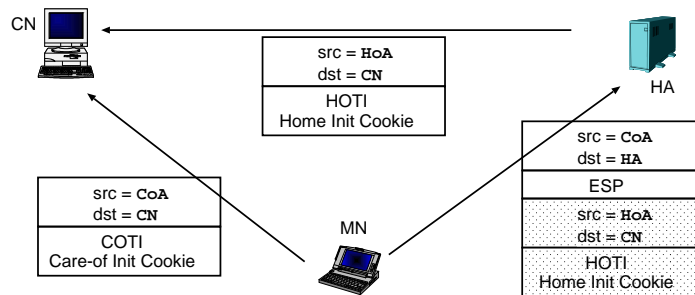 CN
src = HoA
dst = CN
HOTI
Home Init Cookie
HA
src = CoA
dst = HA
ESP
src = HoA
dst = CN
HOTI
Home Init Cookie
src = CoA
dst = CN
COTI
Care-of Init Cookie
MN